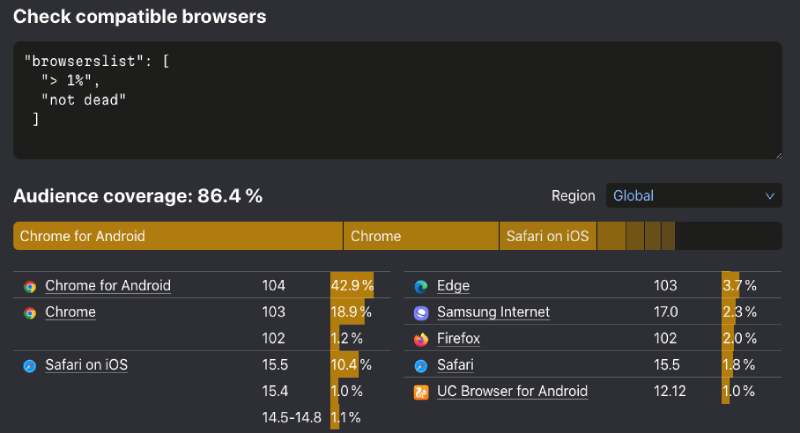 Check compatible browsers
"browserslist": [
"> 1%",
"not dead"
]
Audience coverage: 86.4 %
Region Global
Chrome for Android Chrome Safari on iOS
Chrome for Android 104 42.9 %
Chrome 103 18.9 %
102 1.2 %
Safari on iOS 15.5 10.4 %
15.4 1.0 %
14.5-14.8 1.1 %
Edge 103 3.7 %
Samsung Internet 17.0 2.3 %
Firefox 102 2.0 %
Safari 15.5 1.8 %
UC Browser for Android 12.12 1.0 %